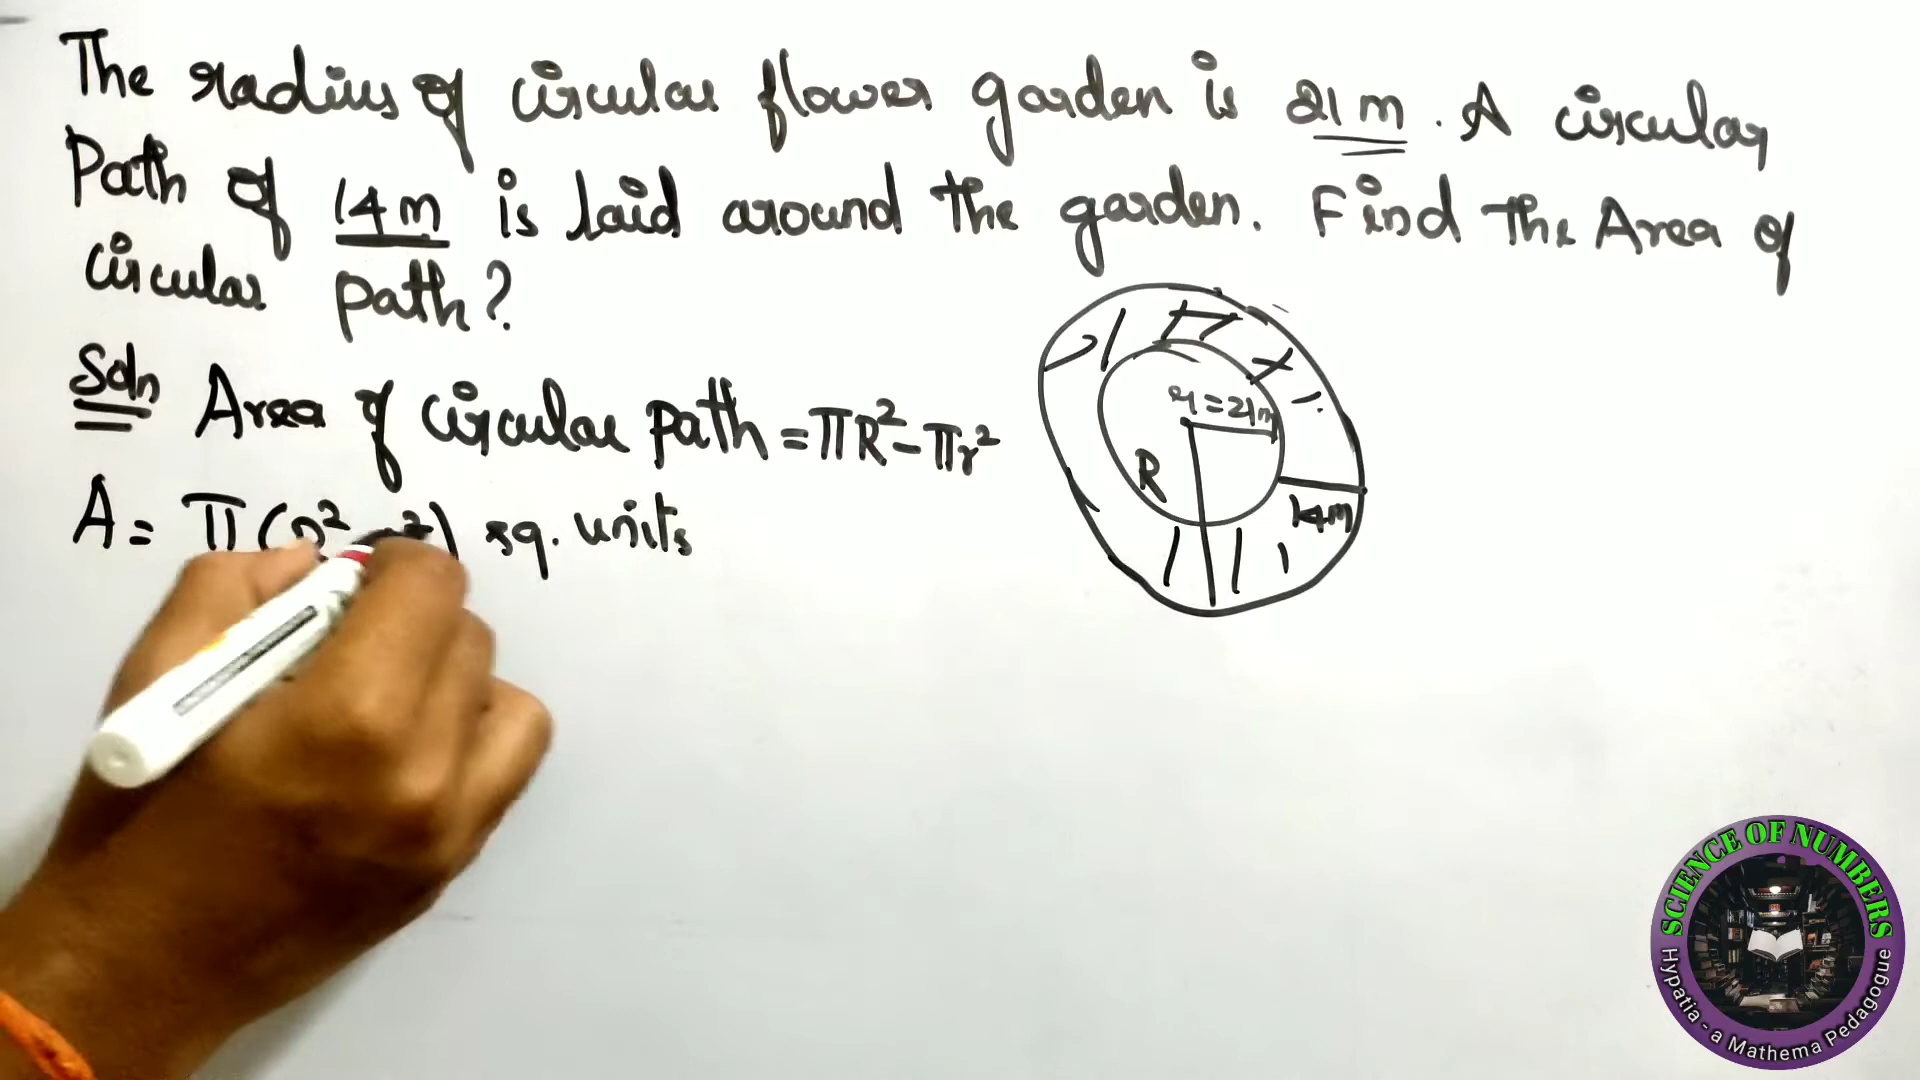 The radius of circular flower garden is 21m. A circular
Path of 14m is laid around the garden. Find the Area of
circular path?
Soln Area of circular path = πR² - πr²
A = π(R² - r²) sq. units
r = 21m
R
14m
SCIENCE OF NUMBERS
Hypatia - a Mathema Pedagogue